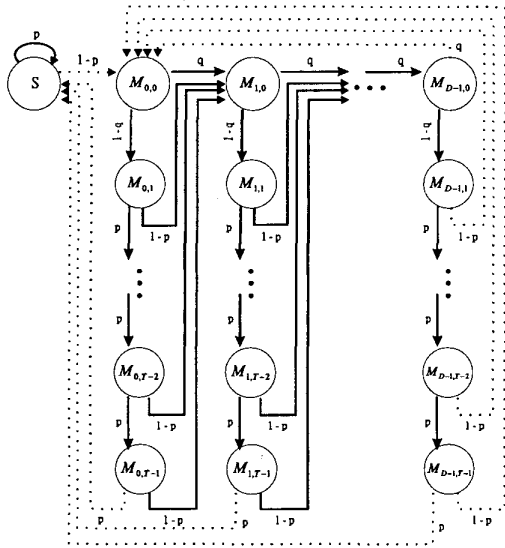 p
1-p
q
q
q
q
S
M0,0
M1,0
• • •
MD-1,0
1-q
1-q
1-q
M0,1
M1,1
MD-1,1
p
1-p
p
1-p
p
1-p
p
p
p
M0,T-2
M1,T-2
MD-1,T-2
p
1-p
p
1-p
p
1-p
M0,T-1
M1,T-1
MD-1,T-1
p
1-p
p
1-p
p
1-p